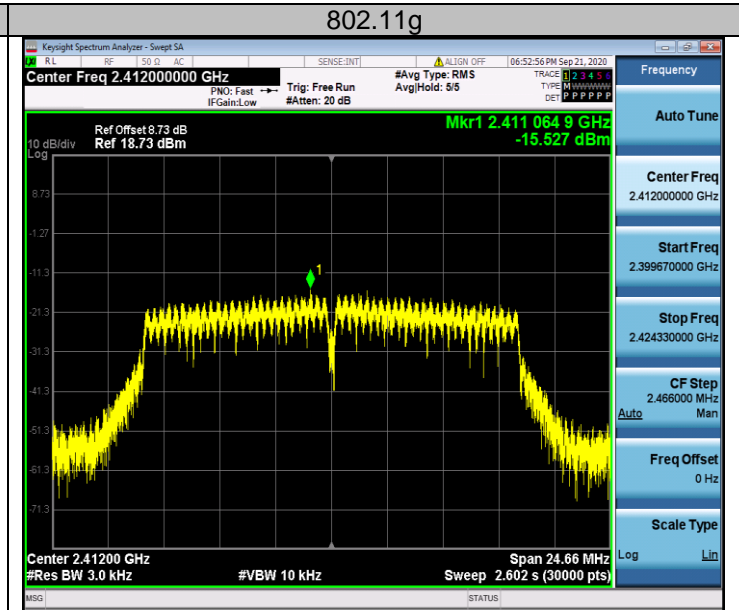 802.11g
Keysight Spectrum Analyzer - Swept SA
RL RF 50 Ω AC SENSE:INT ALIGN OFF 06:52:56 PM Sep 21, 2020
Center Freq 2.412000000 GHz
PNO: Fast
IFGain:Low
Trig: Free Run
#Atten: 20 dB
#Avg Type: RMS
Avg|Hold: 5/5
TRACE 1 2 3 4 5 6
TYPE M WWWWW
DET P P P P P P
Frequency
Auto Tune
Center Freq
2.412000000 GHz
Start Freq
2.399670000 GHz
Stop Freq
2.424330000 GHz
CF Step
2.466000 MHz
Auto Man
Freq Offset
0 Hz
Scale Type
Log Lin
Mkr1 2.411 064 9 GHz
-15.527 dBm
Ref Offset 8.73 dB
10 dB/div Ref 18.73 dBm
Log
8.73
-1.27
-11.3
-21.3
-31.3
-41.3
-51.3
-61.3
-71.3
1
Center 2.41200 GHz Span 24.66 MHz
#Res BW 3.0 kHz #VBW 10 kHz Sweep 2.602 s (30000 pts)
MSG STATUS